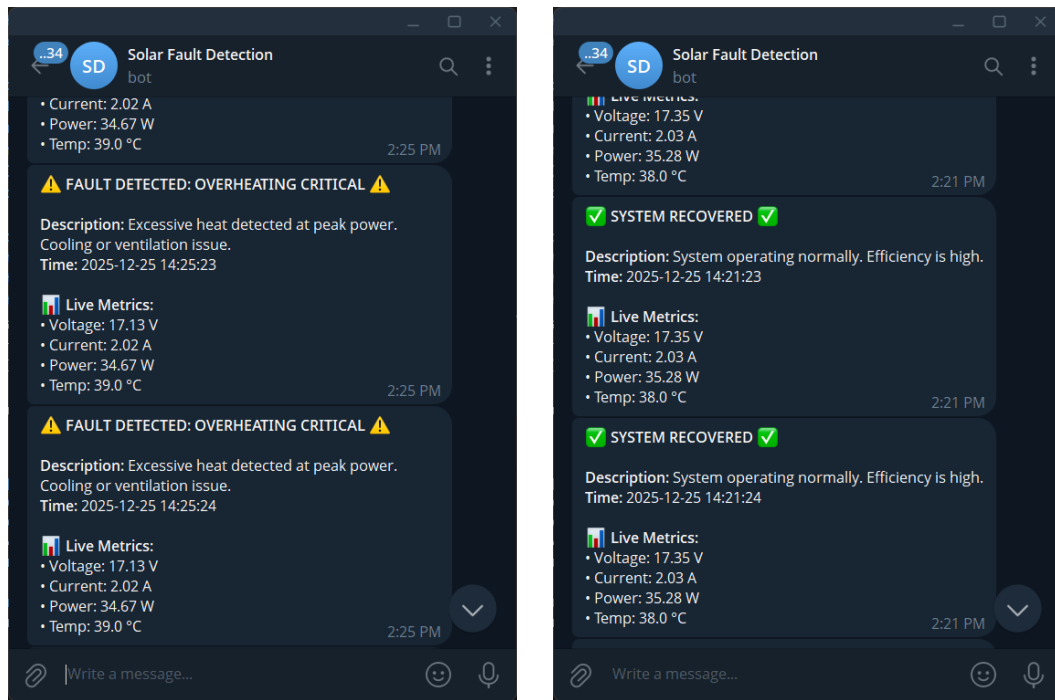 ..34
SD
Solar Fault Detection
bot
• Current: 2.02 A
• Power: 34.67 W
• Temp: 39.0 °C
2:25 PM
⚠️ FAULT DETECTED: OVERHEATING CRITICAL ⚠️
Description: Excessive heat detected at peak power.
Cooling or ventilation issue.
Time: 2025-12-25 14:25:23
📊 Live Metrics:
• Voltage: 17.13 V
• Current: 2.02 A
• Power: 34.67 W
• Temp: 39.0 °C
2:25 PM
⚠️ FAULT DETECTED: OVERHEATING CRITICAL ⚠️
Description: Excessive heat detected at peak power.
Cooling or ventilation issue.
Time: 2025-12-25 14:25:24
📊 Live Metrics:
• Voltage: 17.13 V
• Current: 2.02 A
• Power: 34.67 W
• Temp: 39.0 °C
2:25 PM
Write a message...
..34
SD
Solar Fault Detection
bot
📊 Live Metrics:
• Voltage: 17.35 V
• Current: 2.03 A
• Power: 35.28 W
• Temp: 38.0 °C
2:21 PM
✅ SYSTEM RECOVERED ✅
Description: System operating normally. Efficiency is high.
Time: 2025-12-25 14:21:23
📊 Live Metrics:
• Voltage: 17.35 V
• Current: 2.03 A
• Power: 35.28 W
• Temp: 38.0 °C
2:21 PM
✅ SYSTEM RECOVERED ✅
Description: System operating normally. Efficiency is high.
Time: 2025-12-25 14:21:24
📊 Live Metrics:
• Voltage: 17.35 V
• Current: 2.03 A
• Power: 35.28 W
• Temp: 38.0 °C
2:21 PM
Write a message...